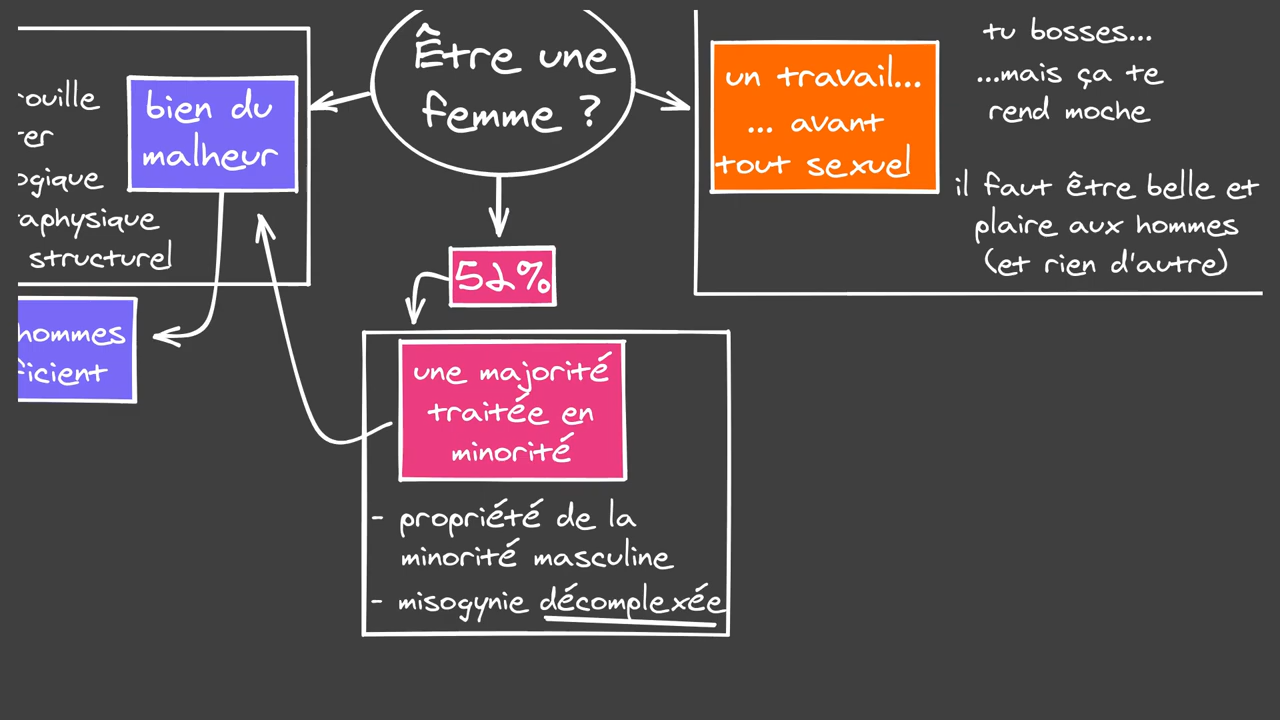 Être une
femme ?
bien du
malheur
structurel
hommes
un travail...
... avant
tout sexuel
tu bosses...
...mais ça te
rend moche
il faut être belle et
plaire aux hommes
(et rien d'autre)
52%
une majorité
traitée en
minorité
- propriété de la
minorité masculine
- misogynie décomplexée